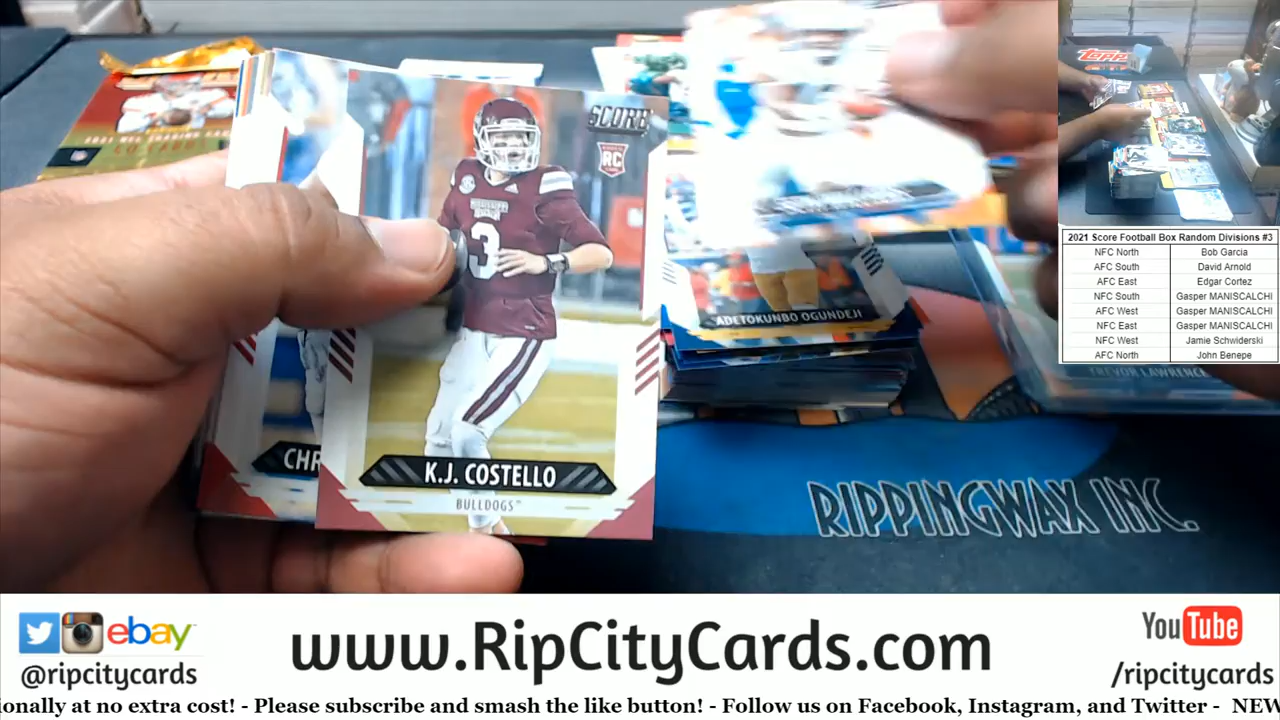 Topps
SCORE
RC
MISSISSIPPI
STATE
3
CHR
K.J. COSTELLO
BULLDOGS™
ADETOKUNBO OGUNDEJI
TREVOR LAWRENCE
RIPPINGWAX INC.
2021 Score Football Box Random Divisions #3
NFC North Bob Garcia
AFC South David Arnold
AFC East Edgar Cortez
NFC South Gasper MANISCALCHI
AFC West Gasper MANISCALCHI
NFC East Gasper MANISCALCHI
NFC West Jamie Schwiderski
AFC North John Benepe
ebay
@ripcitycards
www.RipCityCards.com
YouTube
/ripcitycards
ionally at no extra cost! - Please subscribe and smash the like button! - Follow us on Facebook, Instagram, and Twitter - NEW